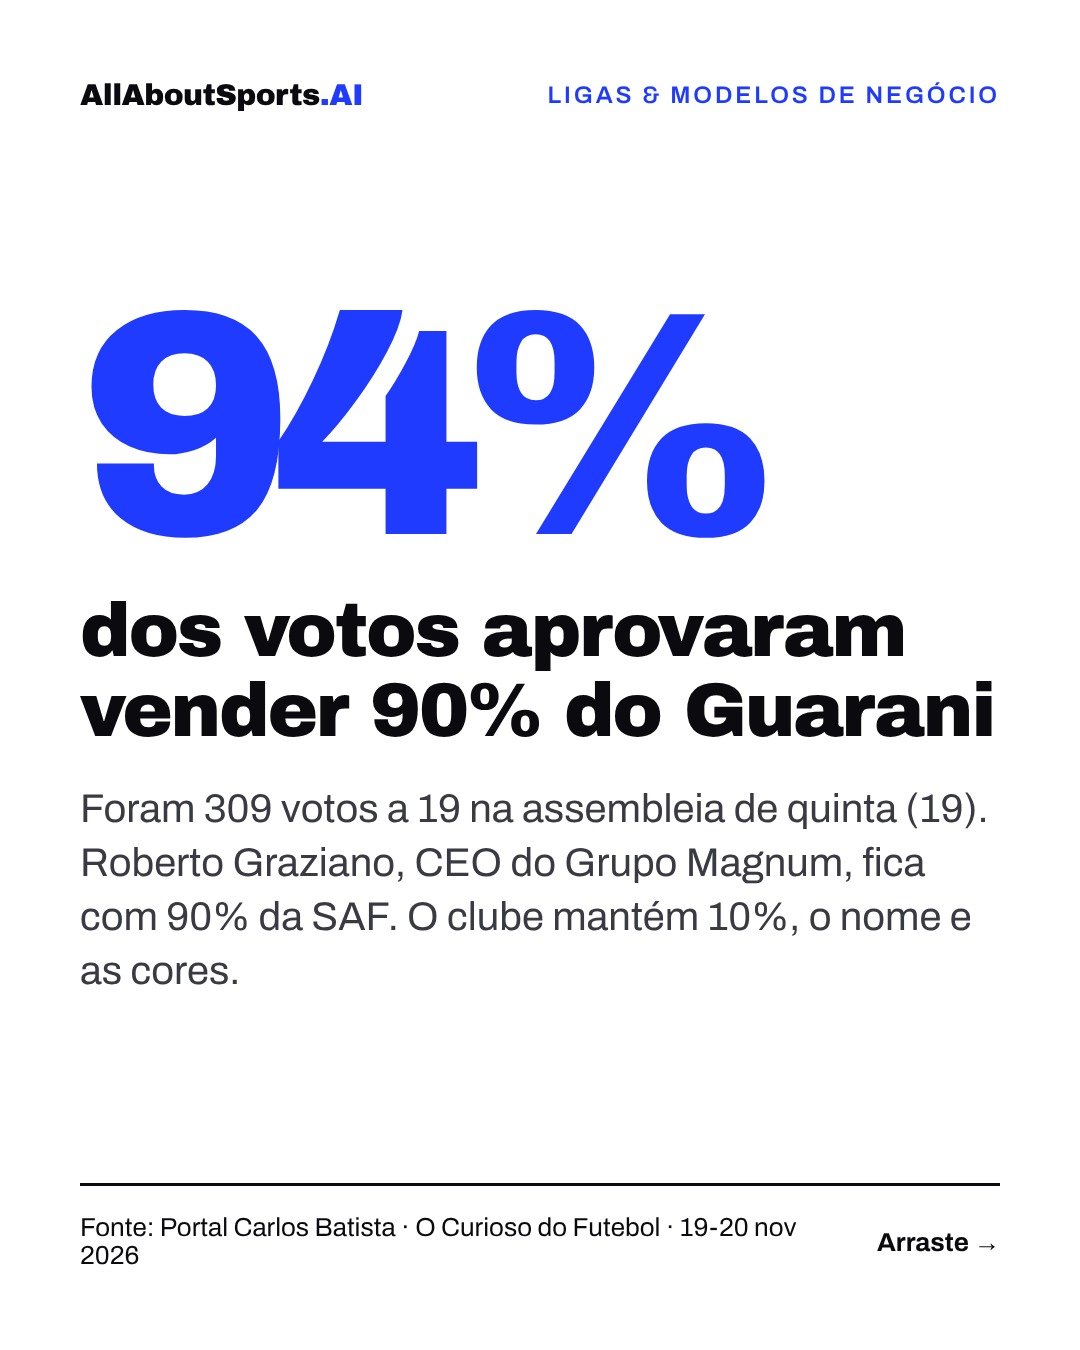 AllAboutSports.AI
LIGAS & MODELOS DE NEGÓCIO
94%
dos votos aprovaram
vender 90% do Guarani
Foram 309 votos a 19 na assembleia de quinta (19).
Roberto Graziano, CEO do Grupo Magnum, fica
com 90% da SAF. O clube mantém 10%, o nome e
as cores.
Fonte: Portal Carlos Batista · O Curioso do Futebol · 19-20 nov
2026
Arraste →